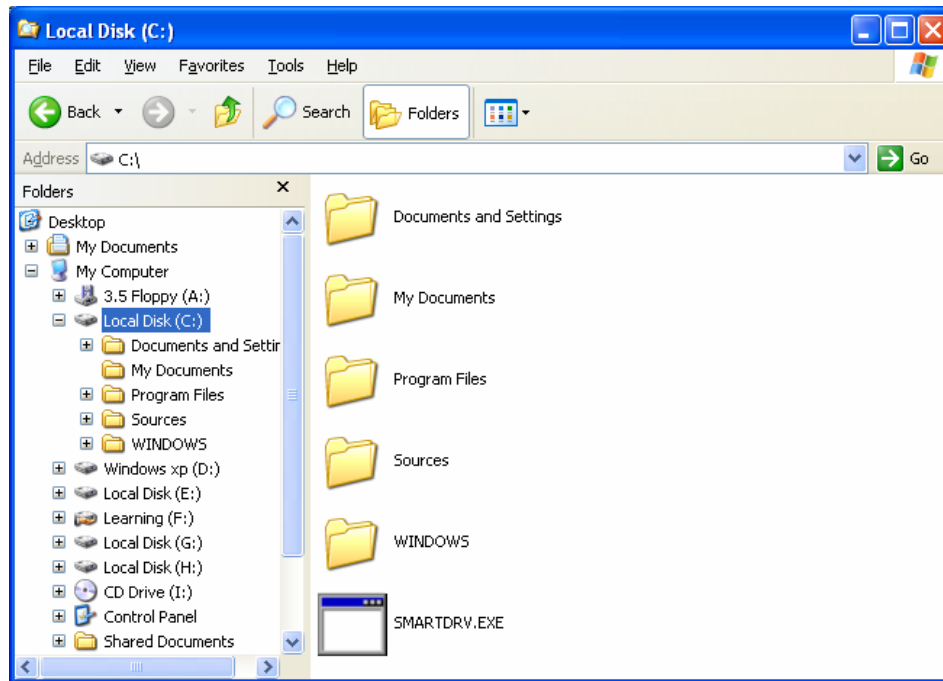 Local Disk (C:)
File Edit View Favorites Tools Help
Back Search Folders
Address C:\ Go
Folders
Desktop
My Documents
My Computer
3.5 Floppy (A:)
Local Disk (C:)
Documents and Settir
My Documents
Program Files
Sources
WINDOWS
Windows xp (D:)
Local Disk (E:)
Learning (F:)
Local Disk (G:)
Local Disk (H:)
CD Drive (I:)
Control Panel
Shared Documents
Documents and Settings
My Documents
Program Files
Sources
WINDOWS
SMARTDRV.EXE